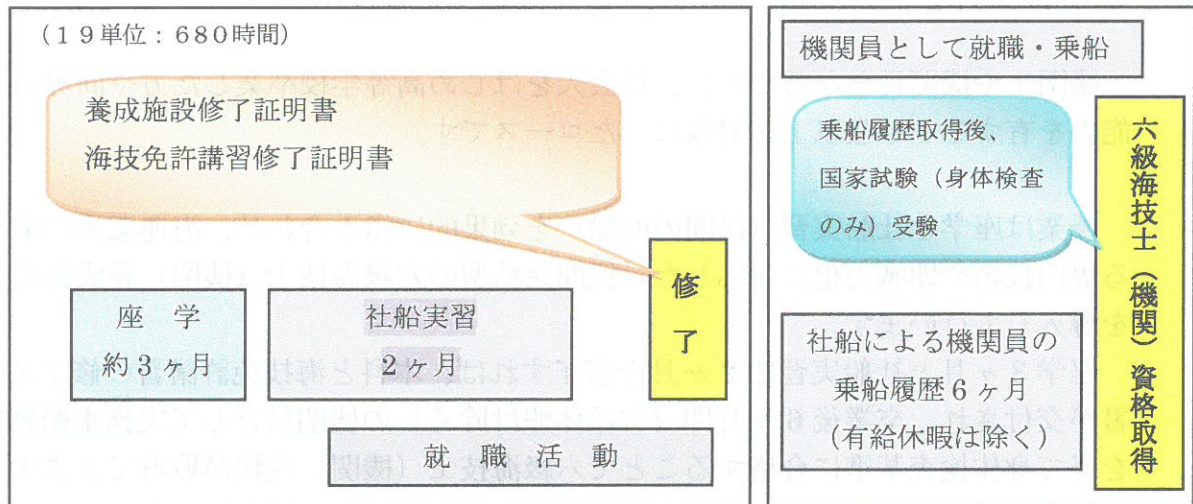 (19単位:680時間)
養成施設修了証明書
海技免許講習修了証明書
座 学
約3ヶ月
社船実習
2ヶ月
修
了
就 職 活 動
機関員として就職・乗船
乗船履歴取得後、
国家試験(身体検査
のみ)受験
社船による機関員の
乗船履歴6ヶ月
(有給休暇は除く)
六級海技士(機関)資格取得